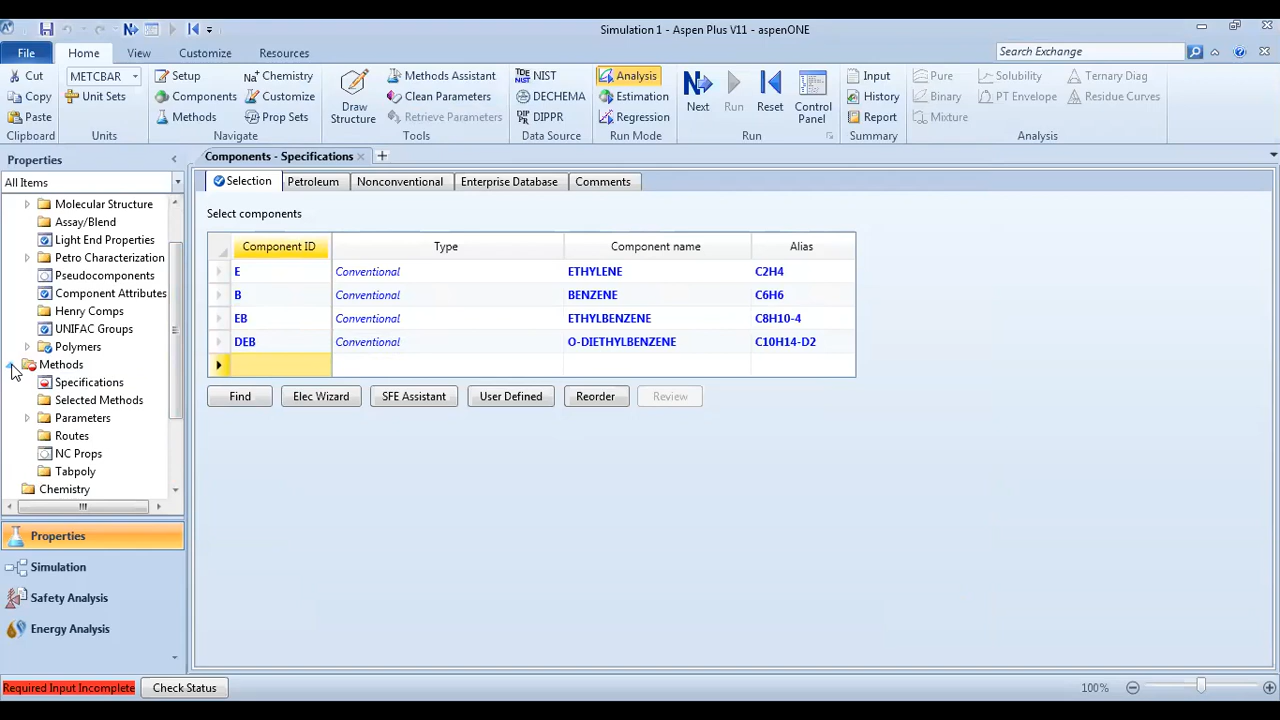 Simulation 1 - Aspen Plus V11 - aspenONE
File Home View Customize Resources Search Exchange
Cut METCBAR Setup Chemistry Methods Assistant NIST Analysis Input Pure Solubility Ternary Diag
Copy Unit Sets Components Customize Draw Structure Clean Parameters DECHEMA Estimation Next Run Reset Control Panel History Binary PT Envelope Residue Curves
Paste Methods Prop Sets Retrieve Parameters DIPPR Regression Report Mixture
Clipboard Units Navigate Tools Data Source Run Mode Run Summary Analysis
Properties
All Items
Molecular Structure
Assay/Blend
Light End Properties
Petro Characterization
Pseudocomponents
Component Attributes
Henry Comps
UNIFAC Groups
Polymers
Methods
Specifications
Selected Methods
Parameters
Routes
NC Props
Tabpoly
Chemistry
Properties
Simulation
Safety Analysis
Energy Analysis
Components - Specifications
Selection Petroleum Nonconventional Enterprise Database Comments
Select components
Component ID Type Component name Alias
E Conventional ETHYLENE C2H4
B Conventional BENZENE C6H6
EB Conventional ETHYLBENZENE C8H10-4
DEB Conventional O-DIETHYLBENZENE C10H14-D2
Find Elec Wizard SFE Assistant User Defined Reorder Review
Required Input Incomplete Check Status 100%